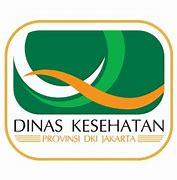 DINAS KESEHATAN
PROVINSI DKI JAKARTA